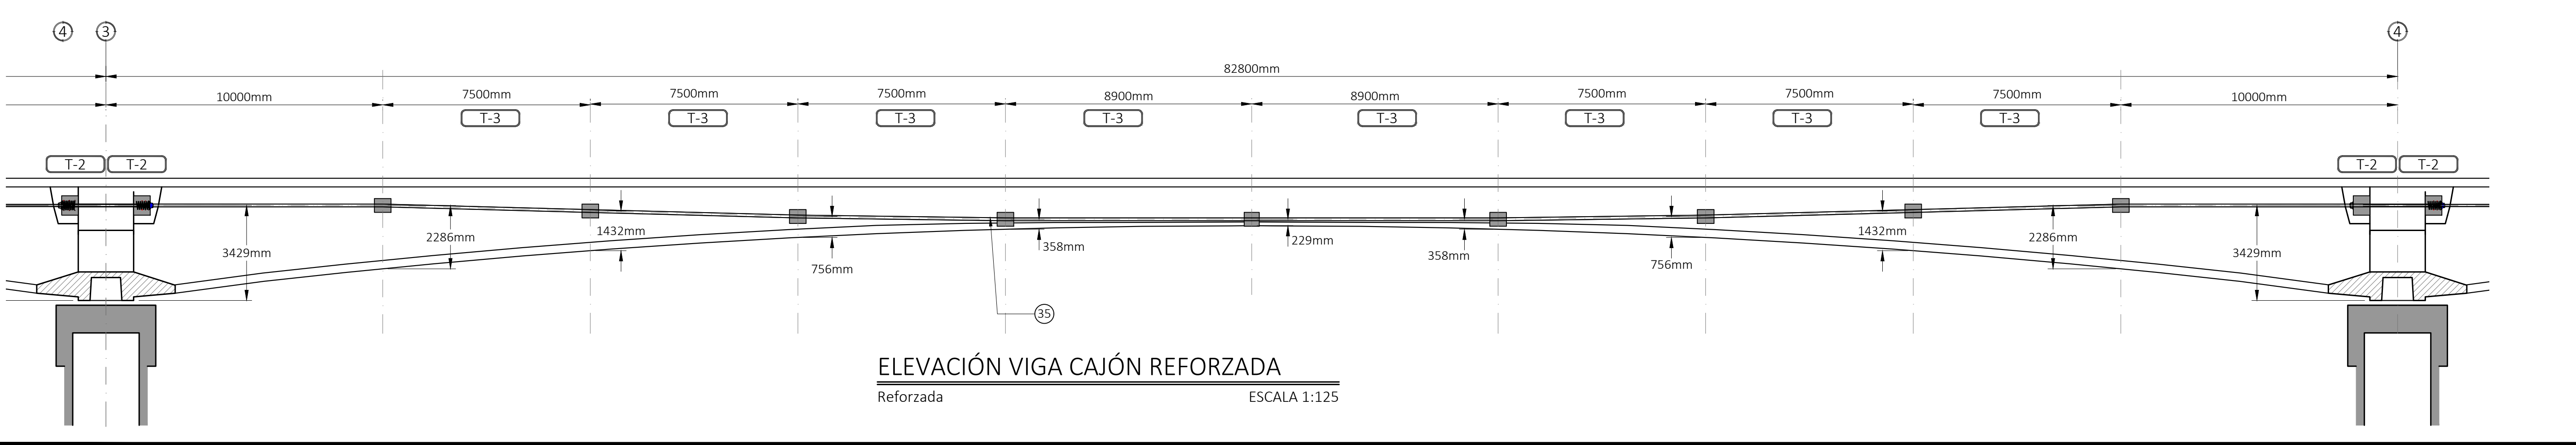 4 3 4
82800mm
10000mm 7500mm 7500mm 7500mm 8900mm 8900mm 7500mm 7500mm 7500mm 10000mm
T-3 T-3 T-3 T-3 T-3 T-3 T-3 T-3
T-2 T-2 T-2 T-2
3429mm 2286mm 1432mm 756mm 358mm 229mm 358mm 756mm 1432mm 2286mm 3429mm
35
ELEVACIÓN VIGA CAJÓN REFORZADA
Reforzada ESCALA 1:125